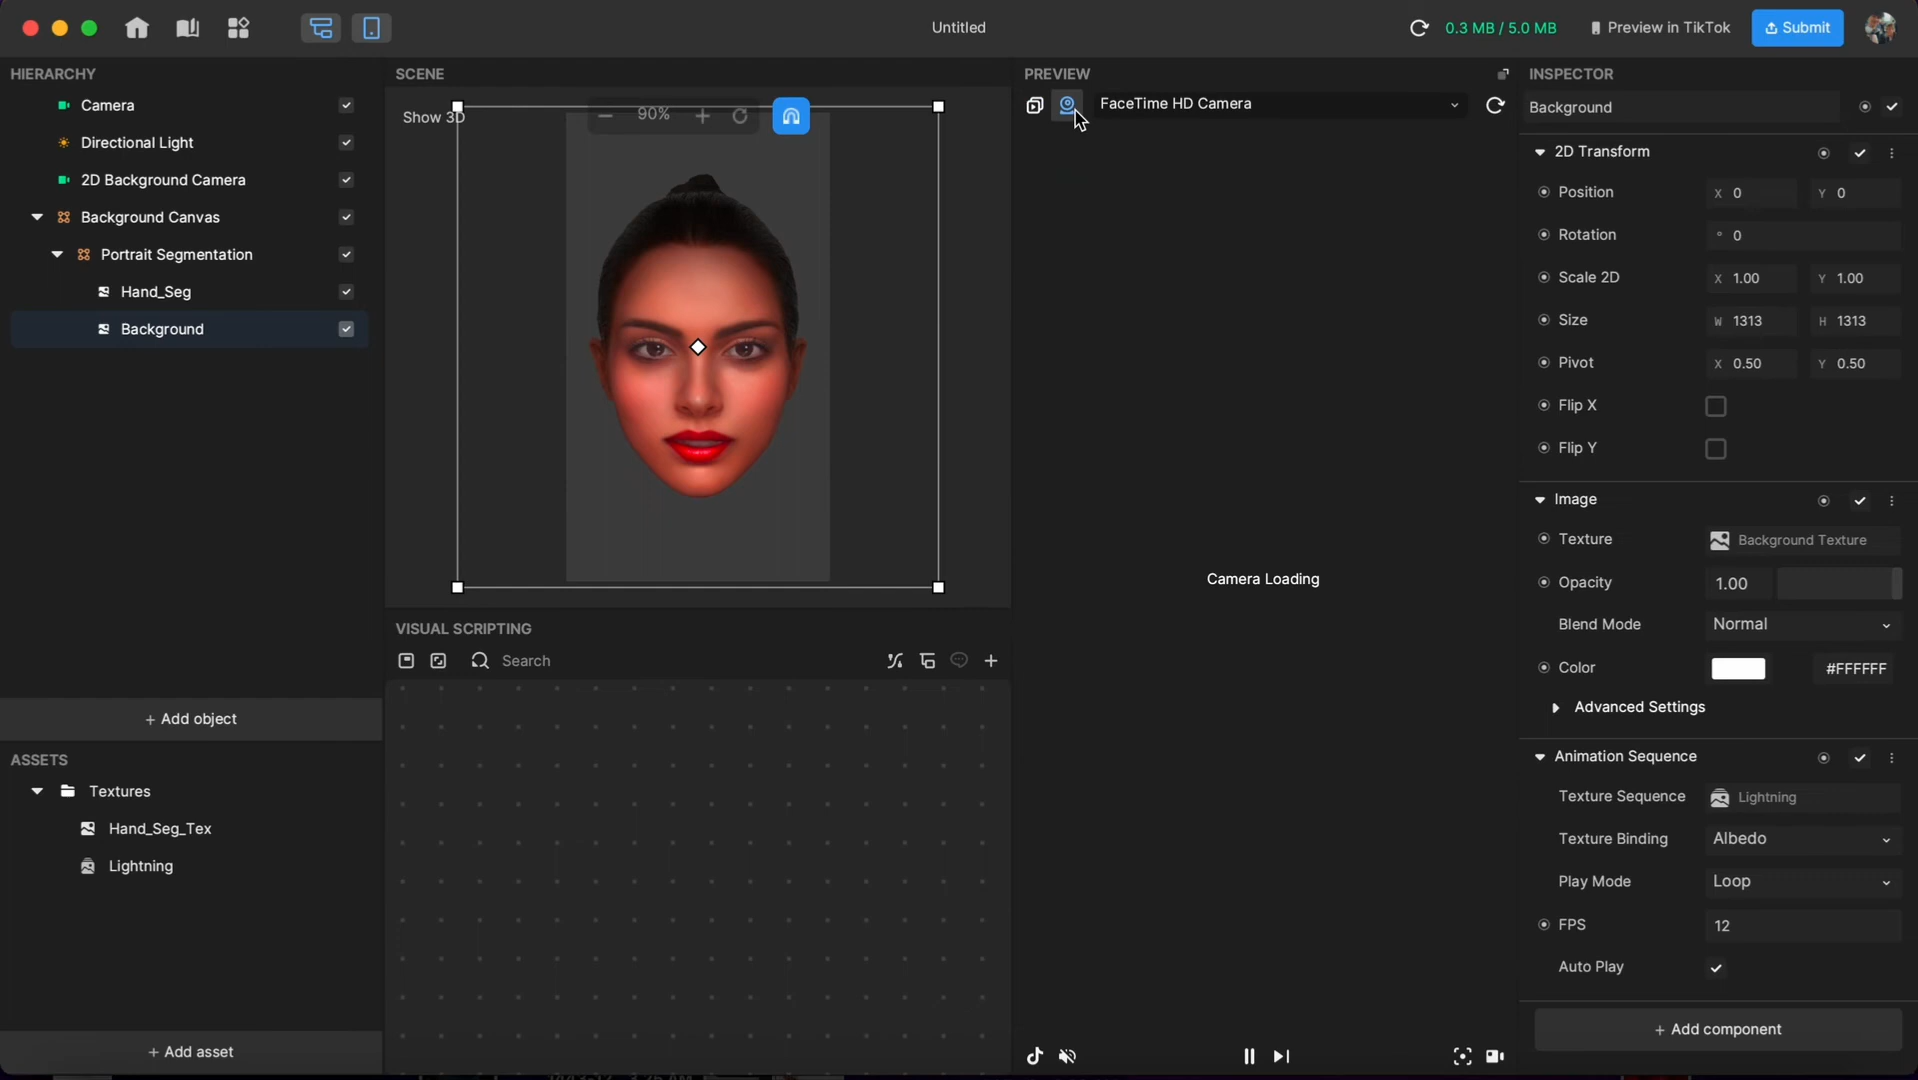 Untitled
0.3 MB / 5.0 MB
Preview in TikTok
Submit
HIERARCHY
Camera
Directional Light
2D Background Camera
Background Canvas
Portrait Segmentation
Hand_Seg
Background
+ Add object
ASSETS
Textures
Hand_Seg_Tex
Lightning
+ Add asset
SCENE
Show 3D
90%
VISUAL SCRIPTING
Search
PREVIEW
FaceTime HD Camera
Camera Loading
INSPECTOR
Background
2D Transform
Position X 0 Y 0
Rotation ° 0
Scale 2D X 1.00 Y 1.00
Size W 1313 H 1313
Pivot X 0.50 Y 0.50
Flip X
Flip Y
Image
Texture Background Texture
Opacity 1.00
Blend Mode Normal
Color #FFFFFF
Advanced Settings
Animation Sequence
Texture Sequence Lightning
Texture Binding Albedo
Play Mode Loop
FPS 12
Auto Play
+ Add component